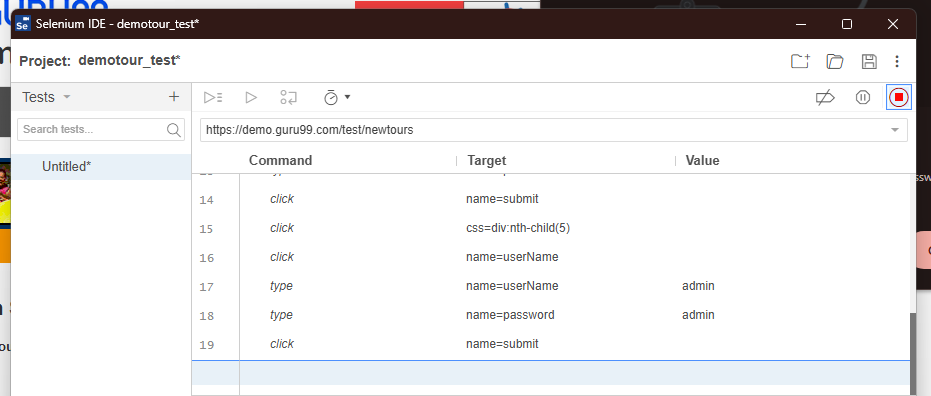 Selenium IDE - demotour_test*
Project: demotour_test*
Tests
Search tests...
https://demo.guru99.com/test/newtours
Untitled*
Command Target Value
14 click name=submit
15 click css=div:nth-child(5)
16 click name=userName
17 type name=userName admin
18 type name=password admin
19 click name=submit